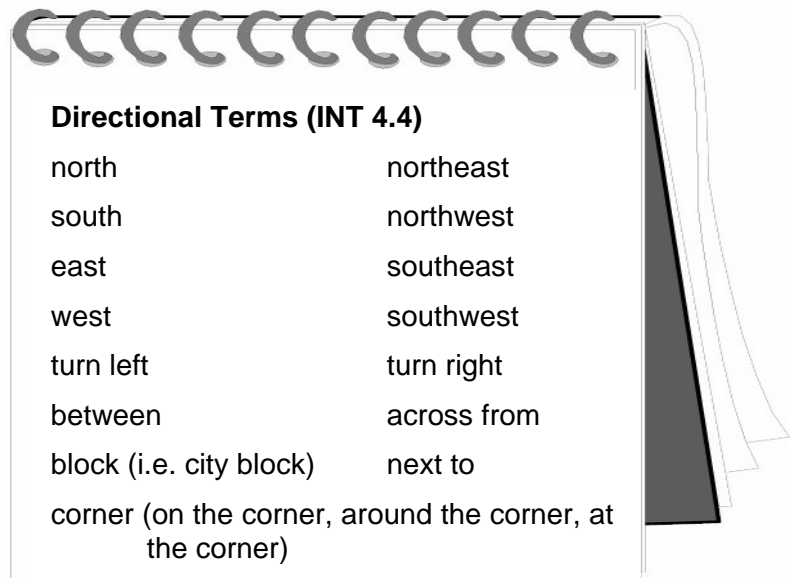 Directional Terms (INT 4.4)
north northeast
south northwest
east southeast
west southwest
turn left turn right
between across from
block (i.e. city block) next to
corner (on the corner, around the corner, at
the corner)